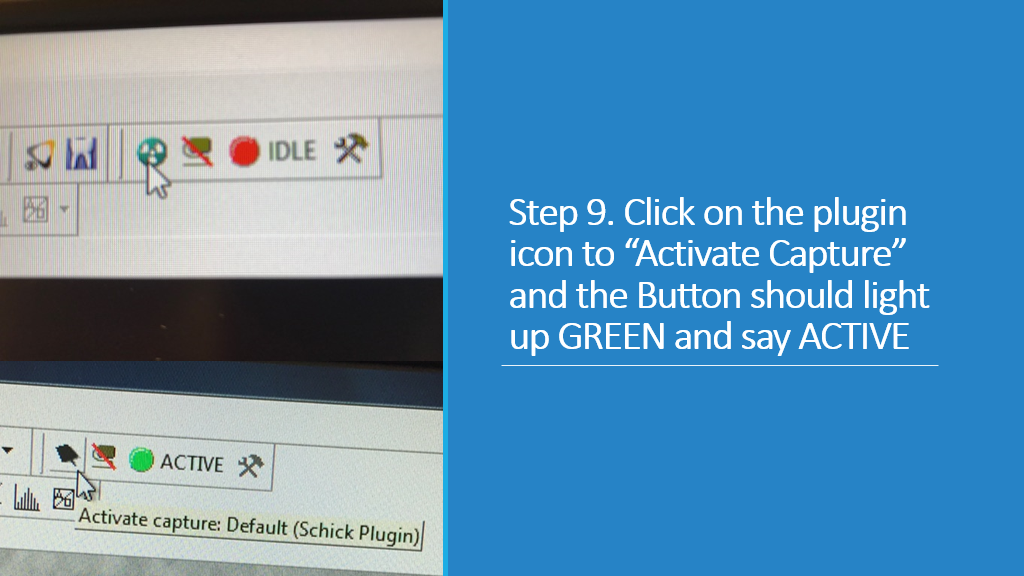 IDLE
ACTIVE
Activate capture: Default (Schick Plugin)
Step 9. Click on the plugin
icon to “Activate Capture”
and the Button should light
up GREEN and say ACTIVE